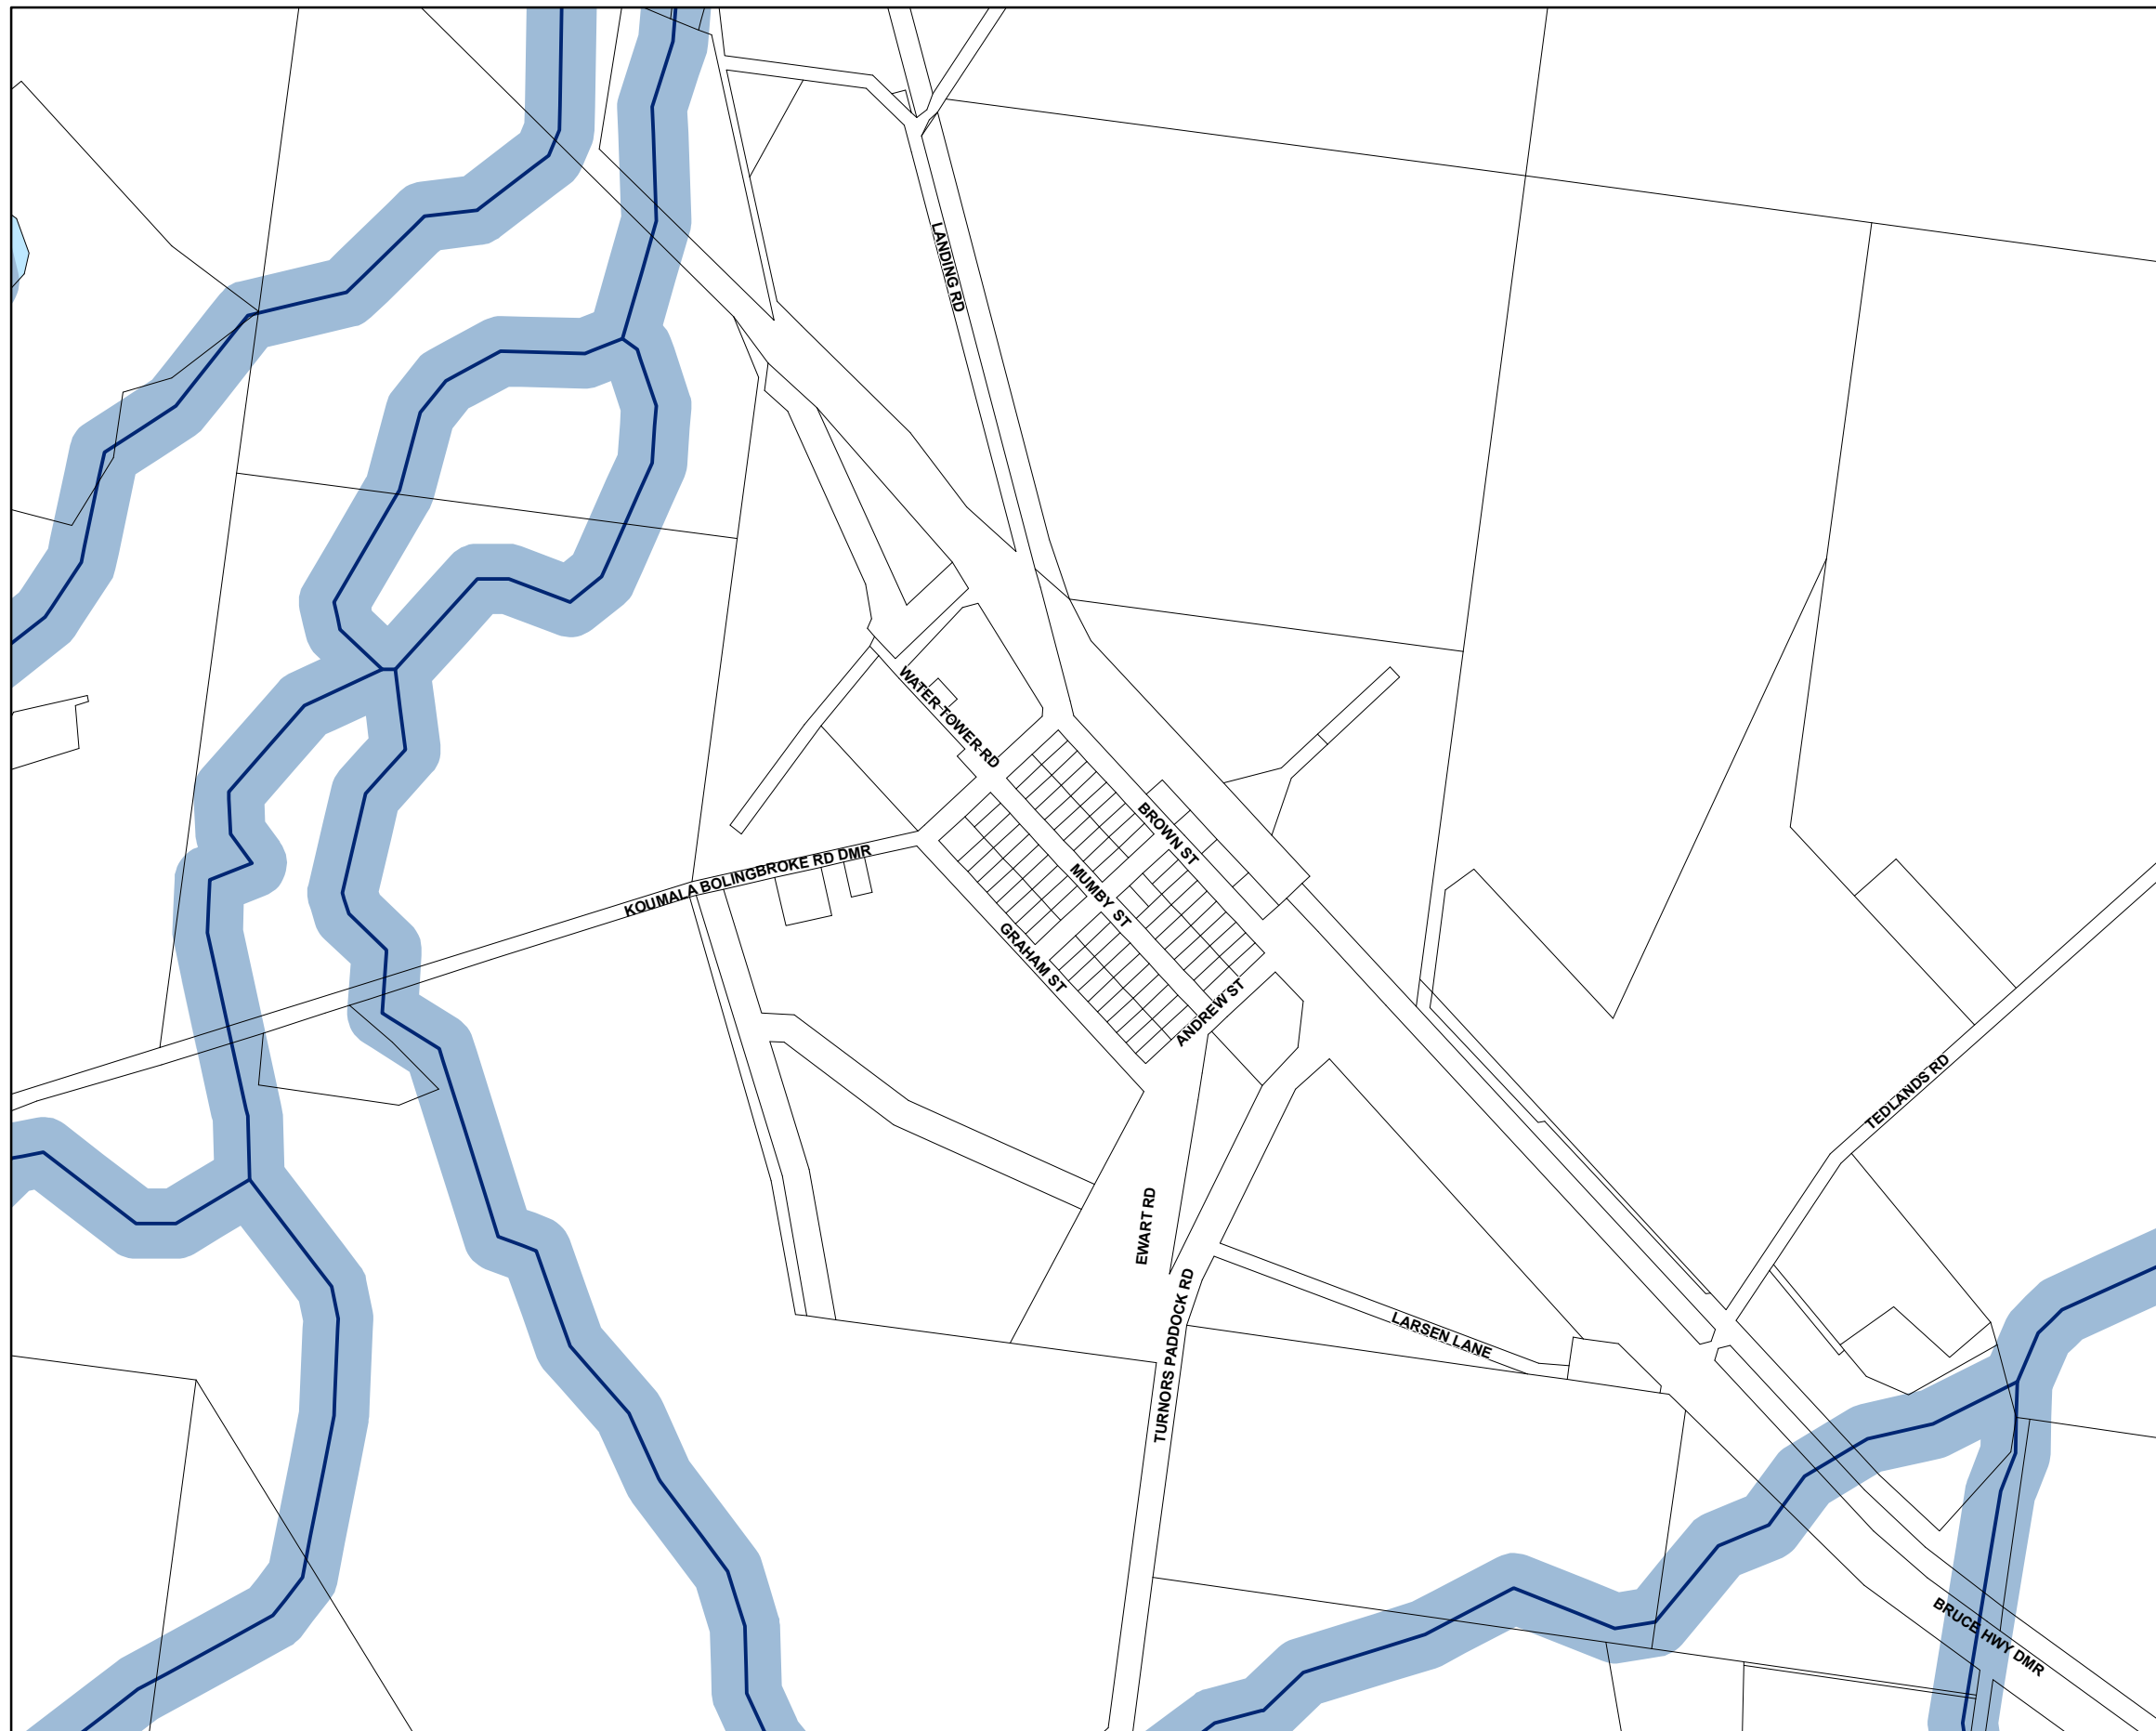 LANDING RD
WATER TOWER RD
BROWN ST
KOUMALA BOLINGBROKE RD DMR
MUMBY ST
GRAHAM ST
ANDREW ST
TEDLANDS RD
EWART RD
TURNORS PADDOCK RD
LARSEN LANE
BRUCE HWY DMR